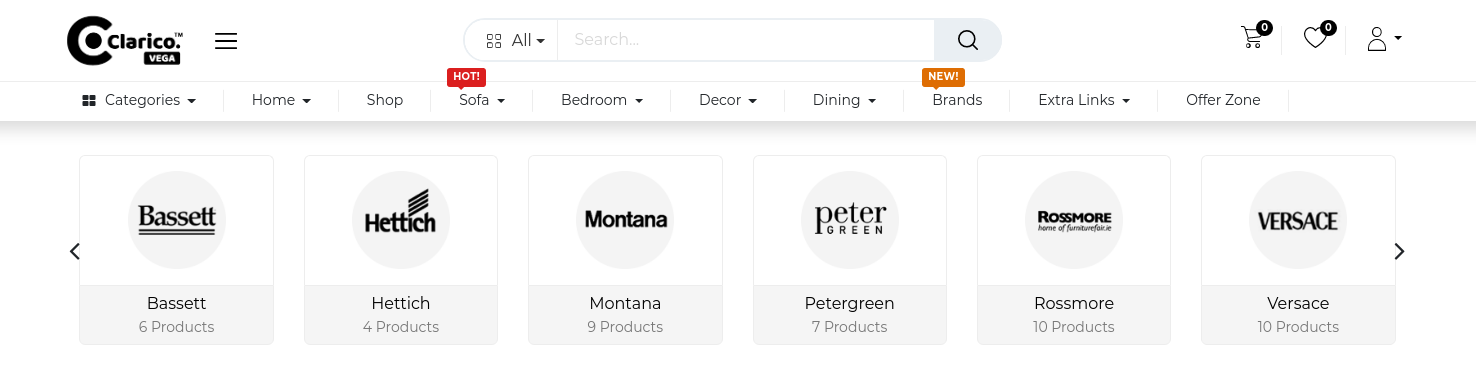 Clarico.™
VEGA
All
Search...
0
0
HOT!
NEW!
Categories
Home
Shop
Sofa
Bedroom
Decor
Dining
Brands
Extra Links
Offer Zone
Bassett
Hettich
Montana
peter
GREEN
ROSSMORE
home of furniturefair.ie
VERSACE
Bassett
Hettich
Montana
Petergreen
Rossmore
Versace
6 Products
4 Products
9 Products
7 Products
10 Products
10 Products